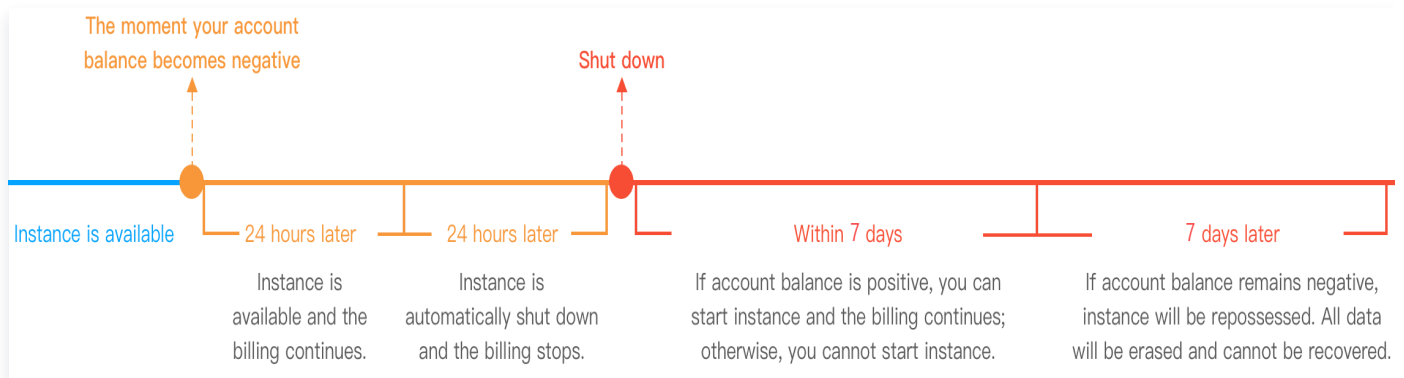 The moment your account
balance becomes negative
Shut down
Instance is available
24 hours later
24 hours later
Within 7 days
7 days later
Instance is
available and the
billing continues.
Instance is
automatically shut down
and the billing stops.
If account balance is positive, you can
start instance and the billing continues;
otherwise, you cannot start instance.
If account balance remains negative,
instance will be repossessed. All data
will be erased and cannot be recovered.